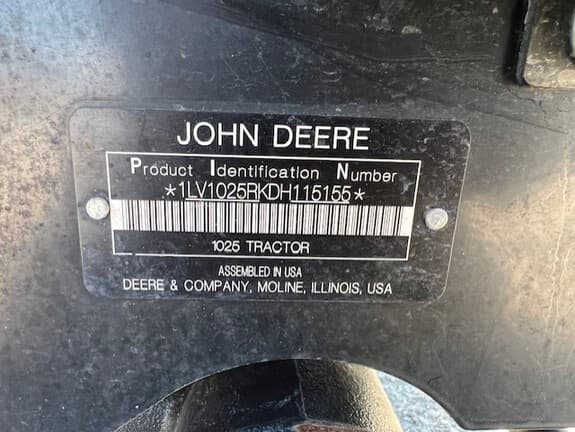 JOHN DEERE
Product Identification Number
*1LV1025RKDH115155*
1025 TRACTOR
ASSEMBLED IN USA
DEERE & COMPANY, MOLINE, ILLINOIS, USA